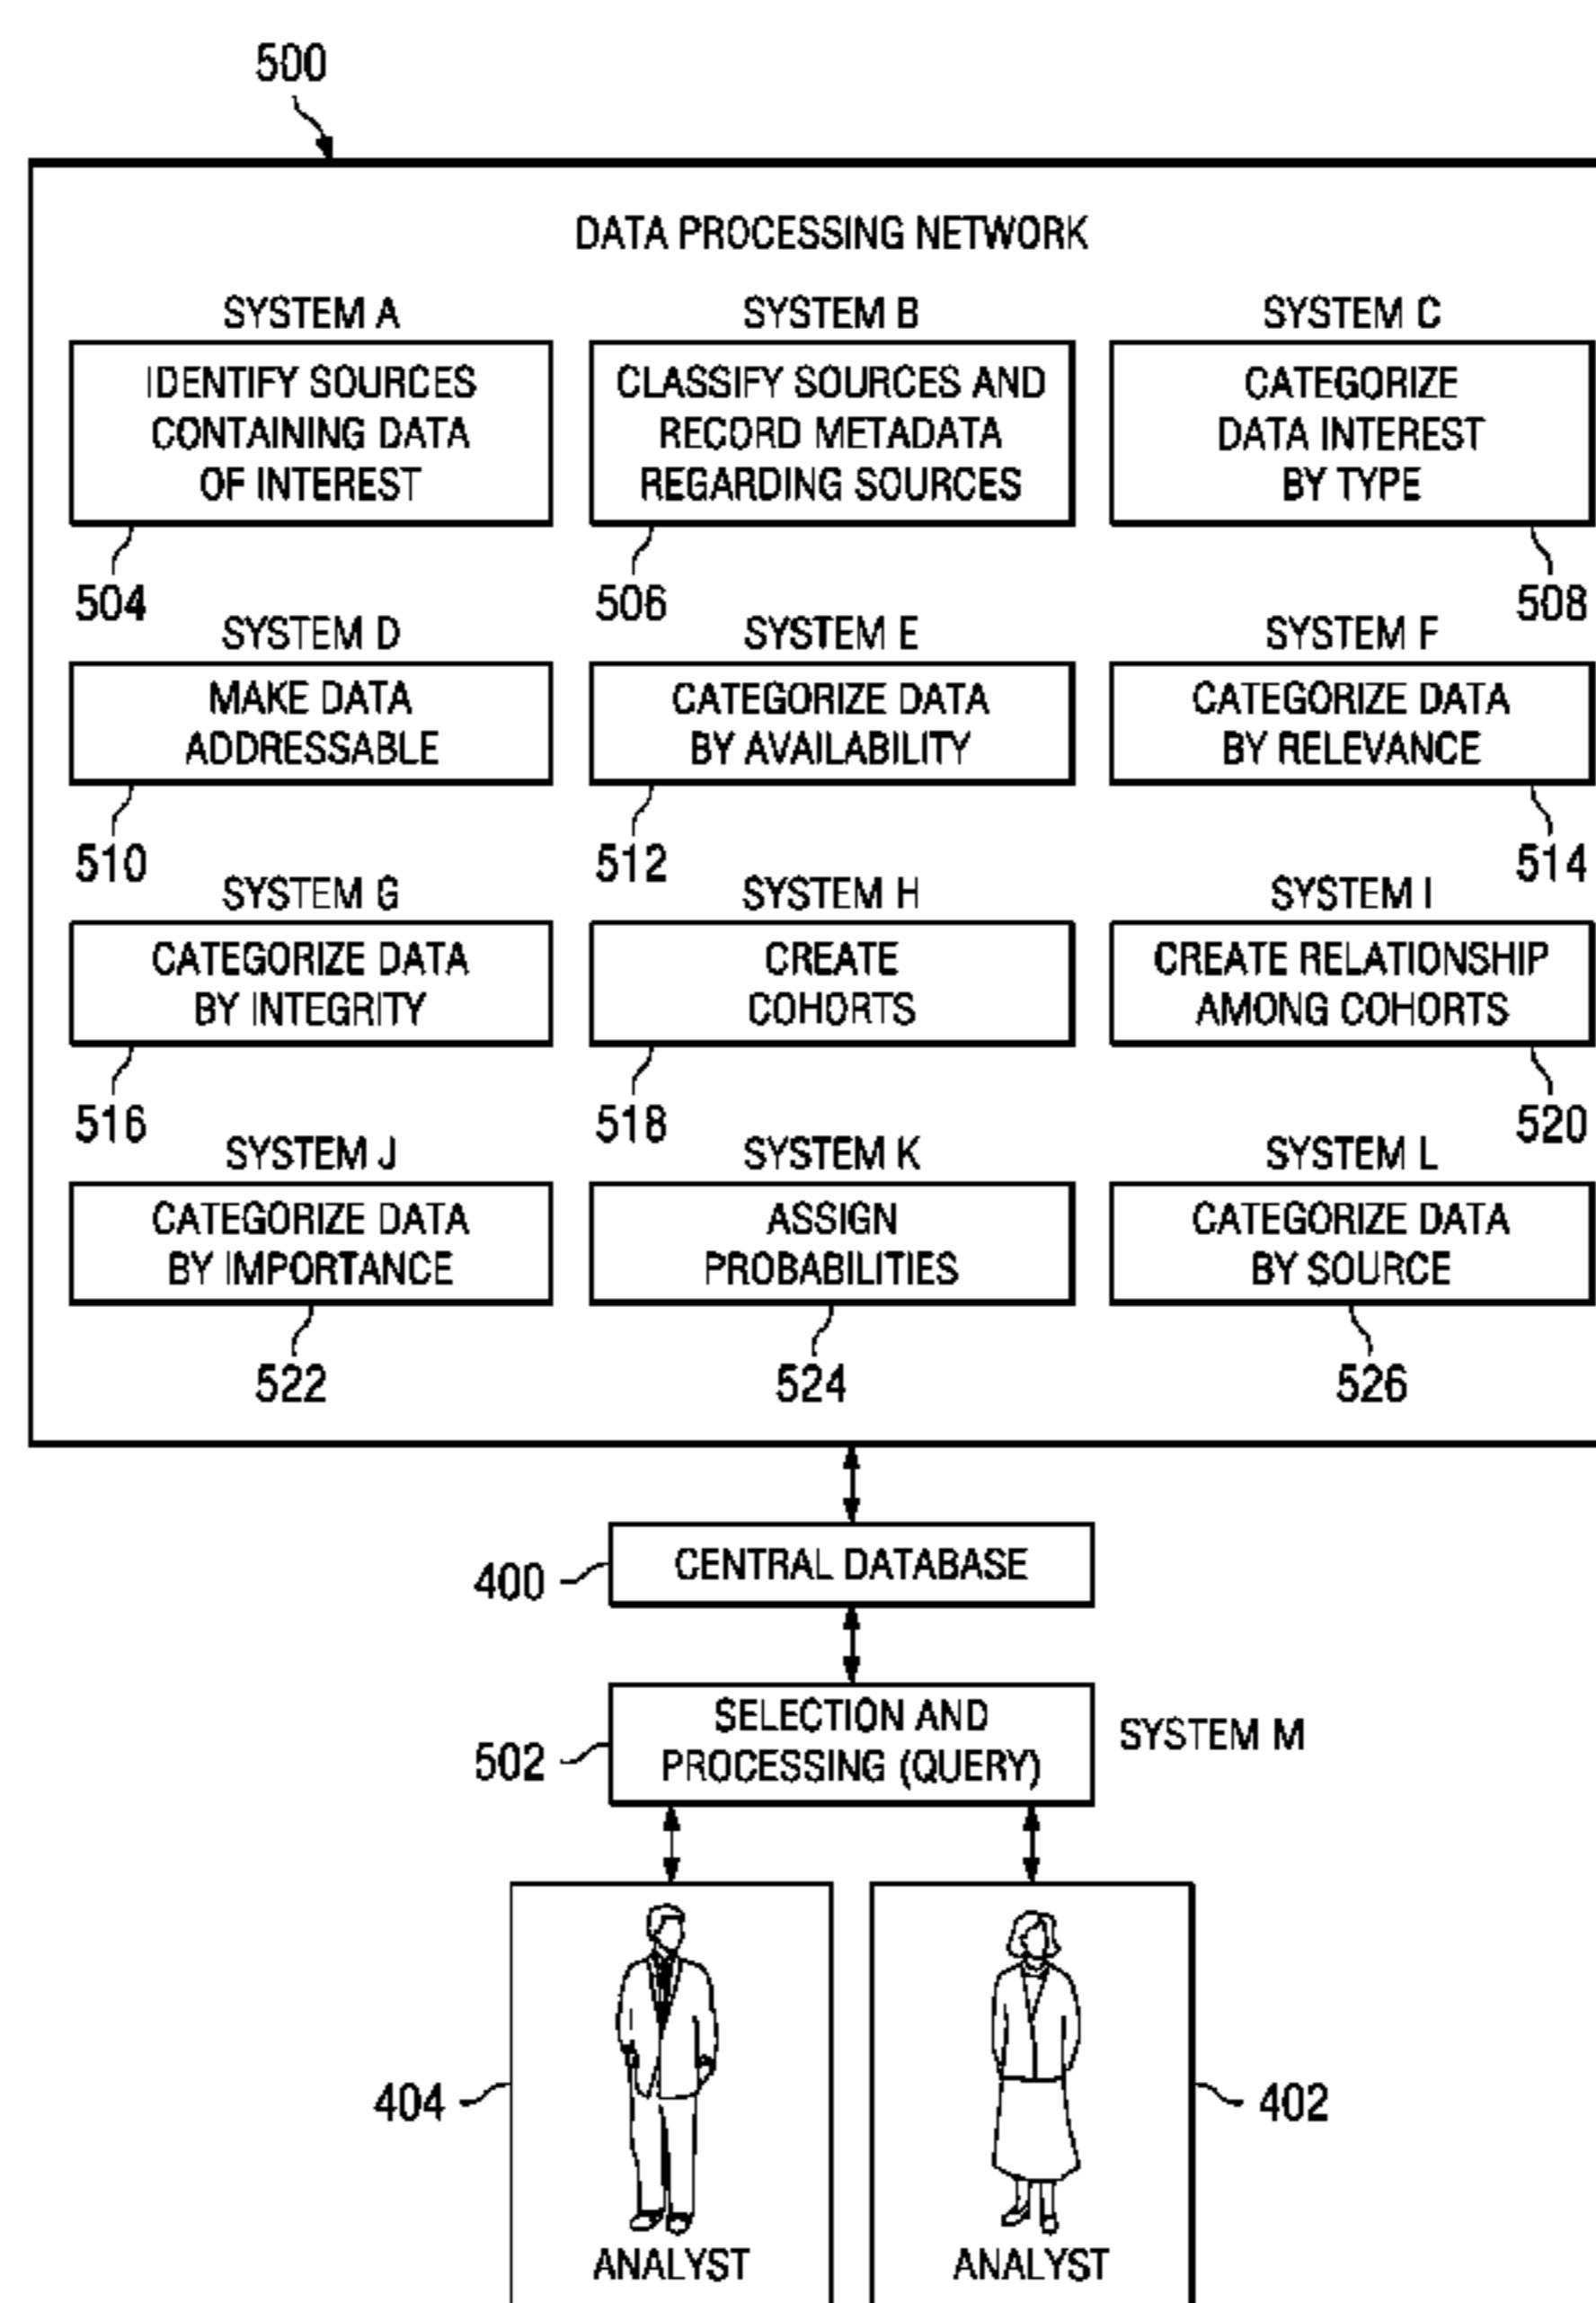 500
DATA PROCESSING NETWORK
SYSTEM A
IDENTIFY SOURCES
CONTAINING DATA
OF INTEREST
504
SYSTEM B
CLASSIFY SOURCES AND
RECORD METADATA
REGARDING SOURCES
506
SYSTEM C
CATEGORIZE
DATA INTEREST
BY TYPE
508
SYSTEM D
MAKE DATA
ADDRESSABLE
510
SYSTEM E
CATEGORIZE DATA
BY AVAILABILITY
512
SYSTEM F
CATEGORIZE DATA
BY RELEVANCE
514
SYSTEM G
CATEGORIZE DATA
BY INTEGRITY
516
SYSTEM H
CREATE
COHORTS
518
SYSTEM I
CREATE RELATIONSHIP
AMONG COHORTS
520
SYSTEM J
CATEGORIZE DATA
BY IMPORTANCE
522
SYSTEM K
ASSIGN
PROBABILITIES
524
SYSTEM L
CATEGORIZE DATA
BY SOURCE
526
400
CENTRAL DATABASE
502
SELECTION AND
PROCESSING (QUERY)
SYSTEM M
404
ANALYST
402
ANALYST